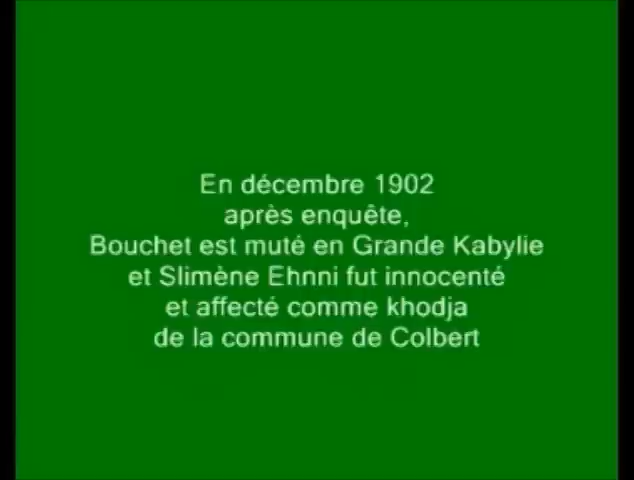 En décembre 1902
après enquête,
Bouchet est muté en Grande Kabylie
et Slimène Ehnni fut innocenté
et affecté comme khodja
de la commune de Colbert